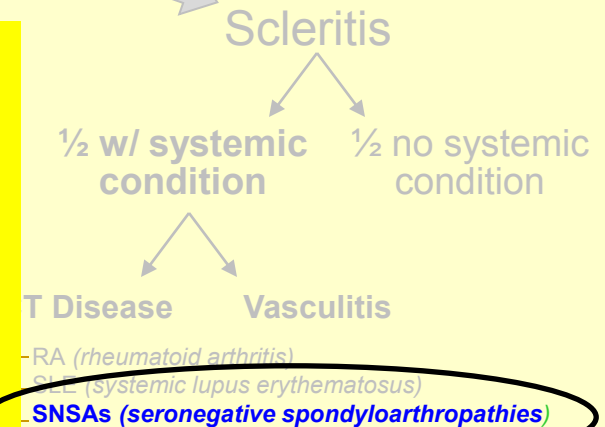 Scleritis
½ w/ systemic ½ no systemic
condition condition
T Disease Vasculitis
-RA (rheumatoid arthritis)
-SLE (systemic lupus erythematosus)
-SNSAs (seronegative spondyloarthropathies)